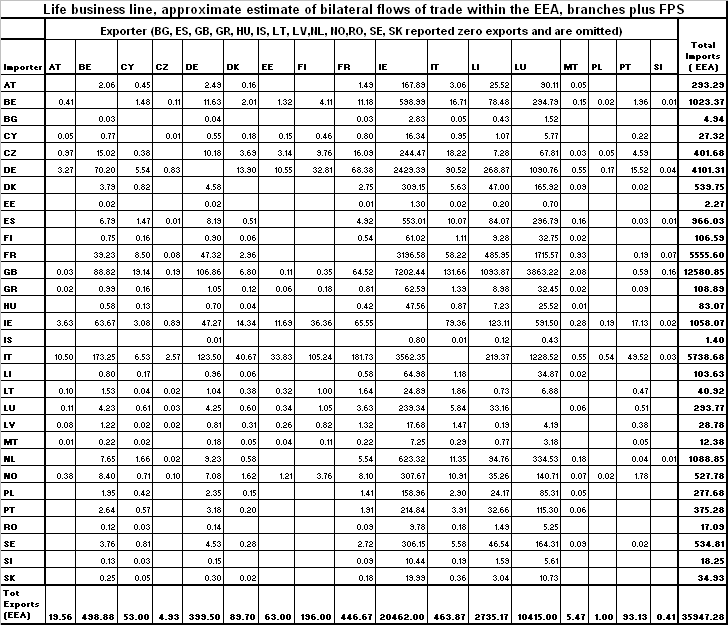 Life business line, approximate estimate of bilateral flows of trade within the EEA, branches plus FPS
Exporter (BG, ES, GB, GR, HU, IS, LT, LV,NL, NO,RO, SE, SK reported zero exports and are omitted)
Importer AT BE CY CZ DE DK EE FI FR IE IT LI LU MT PL PT SI Total Imports (EEA)
AT 2.06 0.45 2.49 0.16 1.49 167.89 3.06 25.52 90.11 0.05 293.29
BE 0.41 1.48 0.11 11.63 2.01 1.32 4.11 11.18 598.99 16.71 78.48 294.79 0.15 0.02 1.96 0.01 1023.37
BG 0.03 0.04 0.03 2.83 0.05 0.43 1.52 4.94
CY 0.05 0.77 0.01 0.55 0.18 0.15 0.46 0.80 16.34 0.95 1.07 5.77 0.22 27.32
CZ 0.97 15.02 0.38 10.18 3.69 3.14 9.76 16.09 244.47 18.22 7.28 67.81 0.03 0.05 4.59 401.68
DE 3.27 70.20 5.54 0.83 13.90 10.55 32.81 68.38 2429.39 90.52 268.87 1090.76 0.55 0.17 15.52 0.04 4101.31
DK 3.79 0.82 4.58 2.75 309.15 5.63 47.00 165.92 0.09 0.02 539.75
EE 0.02 0.02 0.01 1.30 0.02 0.20 0.70 2.27
ES 6.79 1.47 0.01 8.19 0.51 4.92 553.01 10.07 84.07 296.79 0.16 0.03 0.01 966.03
FI 0.75 0.16 0.90 0.06 0.54 61.02 1.11 9.28 32.75 0.02 106.59
FR 39.23 8.50 0.08 47.32 2.96 3196.58 58.22 485.95 1715.57 0.93 0.19 0.07 5555.60
GB 0.03 88.82 19.14 0.19 106.86 6.80 0.11 0.35 64.52 7202.44 131.66 1093.87 3863.22 2.08 0.59 0.16 12580.85
GR 0.02 0.99 0.16 1.05 0.12 0.06 0.18 0.81 62.59 1.39 8.98 32.45 0.02 0.09 108.89
HU 0.58 0.13 0.70 0.04 0.42 47.56 0.87 7.23 25.52 0.01 83.07
IE 3.63 63.67 3.08 0.89 47.27 14.34 11.69 36.36 65.55 79.36 123.11 591.50 0.28 0.19 17.13 0.02 1058.07
IS 0.01 0.80 0.01 0.12 0.43 1.40
IT 10.50 173.25 6.53 2.57 123.50 40.67 33.83 105.24 181.73 3562.35 219.37 1228.52 0.55 0.54 49.52 0.03 5738.68
LI 0.80 0.17 0.96 0.06 0.58 64.98 1.18 34.87 0.02 103.63
LT 0.10 1.53 0.04 0.02 1.04 0.38 0.32 1.00 1.64 24.89 1.86 0.73 6.88 0.47 40.92
LU 0.11 4.23 0.61 0.03 4.25 0.60 0.34 1.05 3.63 239.34 5.84 33.16 0.06 0.51 293.77
LV 0.08 1.22 0.02 0.02 0.81 0.31 0.26 0.82 1.32 17.68 1.47 0.19 4.19 0.38 28.78
MT 0.01 0.22 0.02 0.18 0.05 0.04 0.11 0.22 7.25 0.29 0.77 3.18 0.05 12.38
NL 7.65 1.66 0.02 9.23 0.58 5.54 623.32 11.35 94.76 334.53 0.18 0.04 0.01 1088.85
NO 0.38 8.40 0.71 0.10 7.08 1.62 1.21 3.76 8.10 307.67 10.91 35.26 140.71 0.07 0.02 1.78 527.78
PL 1.95 0.42 2.35 0.15 1.41 158.96 2.90 24.17 85.31 0.05 277.68
PT 2.64 0.57 3.18 0.20 1.91 214.84 3.91 32.66 115.30 0.06 375.28
RO 0.12 0.03 0.14 0.09 9.78 0.18 1.49 5.25 17.09
SE 3.76 0.81 4.53 0.28 2.72 306.15 5.58 46.54 164.31 0.09 0.02 534.81
SI 0.13 0.03 0.15 0.09 10.44 0.19 1.59 5.61 18.25
SK 0.25 0.05 0.30 0.02 0.18 19.99 0.36 3.04 10.73 34.93
Tot Exports (EEA) 19.56 498.88 53.00 4.93 399.50 89.70 63.00 196.00 446.67 20462.00 463.87 2735.17 10415.00 5.47 1.00 93.13 0.41 35947.28